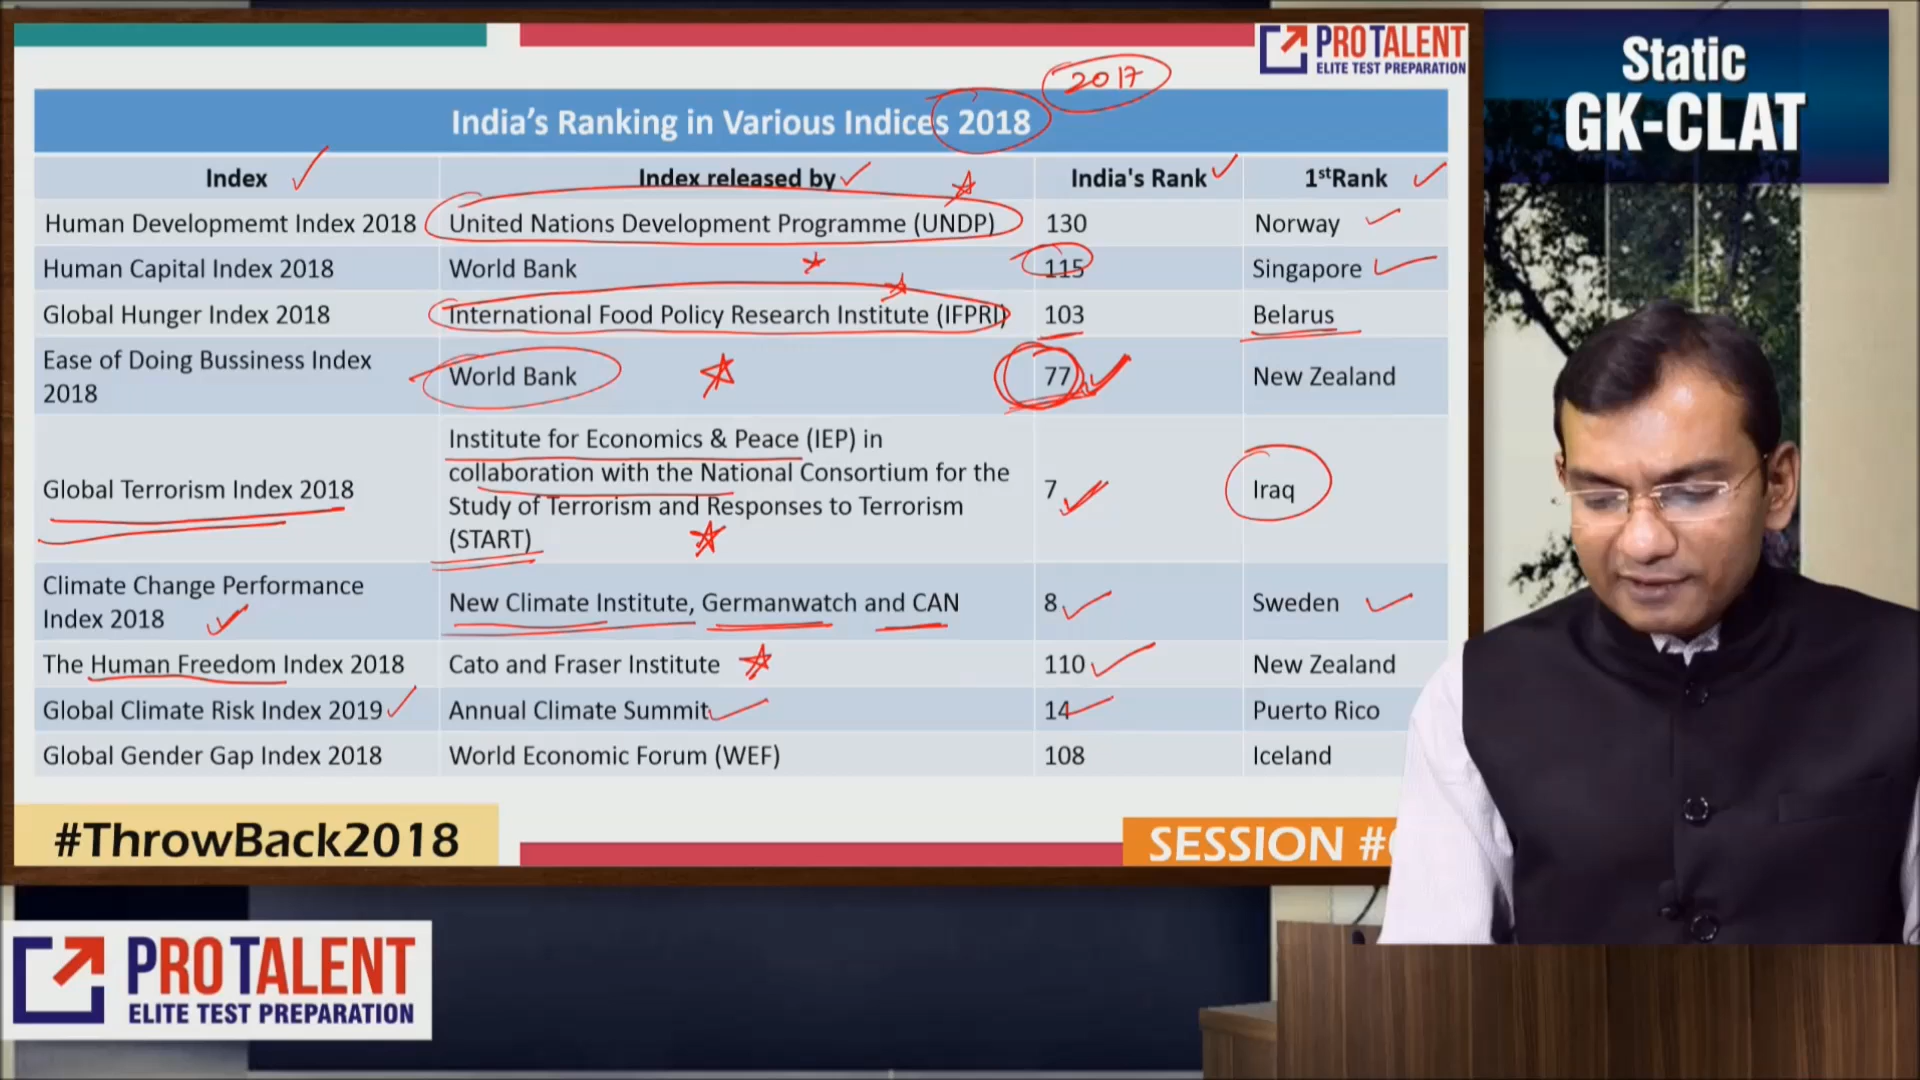 PRO TALENT
ELITE TEST PREPARATION
Static
GK-CLAT
2017
India's Ranking in Various Indices 2018
Index Index released by India's Rank 1stRank
Human Developmemt Index 2018 United Nations Development Programme (UNDP) 130 Norway
Human Capital Index 2018 World Bank 115 Singapore
Global Hunger Index 2018 International Food Policy Research Institute (IFPRI) 103 Belarus
Ease of Doing Bussiness Index
2018
World Bank 77 New Zealand
Global Terrorism Index 2018
Institute for Economics & Peace (IEP) in
collaboration with the National Consortium for the
Study of Terrorism and Responses to Terrorism
(START)
7 Iraq
Climate Change Performance
Index 2018
New Climate Institute, Germanwatch and CAN 8 Sweden
The Human Freedom Index 2018 Cato and Fraser Institute 110 New Zealand
Global Climate Risk Index 2019 Annual Climate Summit 14 Puerto Rico
Global Gender Gap Index 2018 World Economic Forum (WEF) 108 Iceland
#ThrowBack2018
SESSION #
PRO TALENT
ELITE TEST PREPARATION